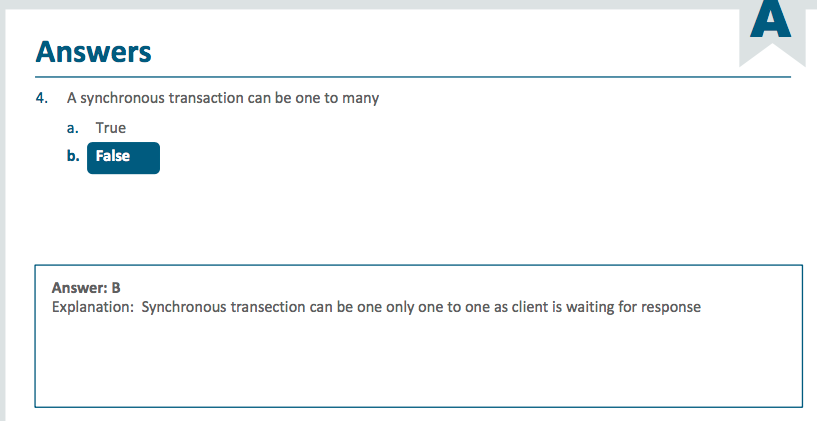 A
Answers
4. A synchronous transaction can be one to many
a. True
b. False
Answer: B
Explanation: Synchronous transection can be one only one to one as client is waiting for response